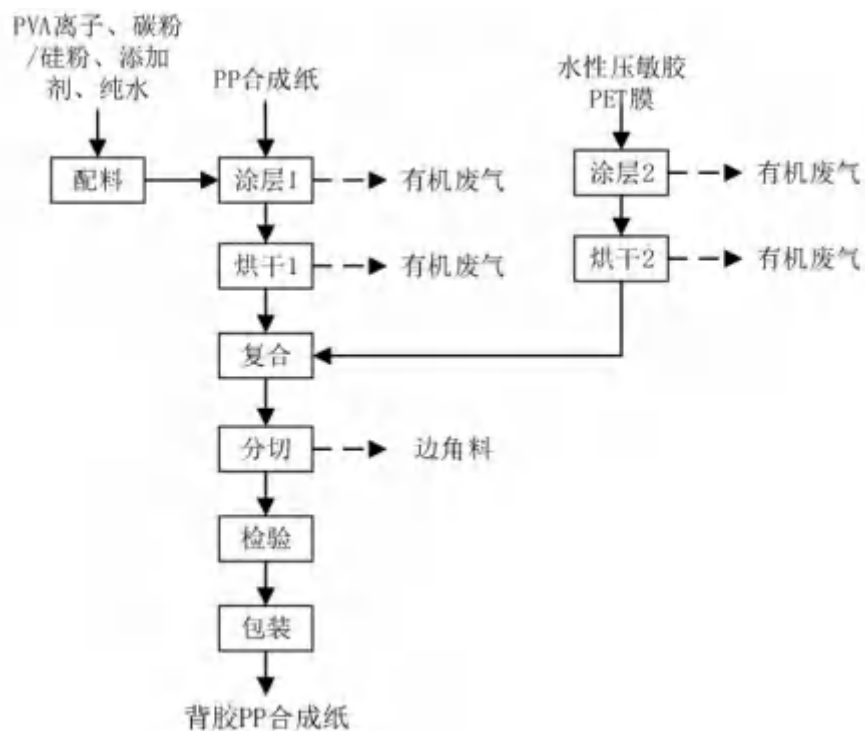 PVA离子、碳粉
/硅粉、添加
剂、纯水
PP合成纸
水性压敏胶
PET膜
配料
涂层1
有机废气
涂层2
有机废气
烘干1
有机废气
烘干2
有机废气
复合
分切
边角料
检验
包装
背胶PP合成纸